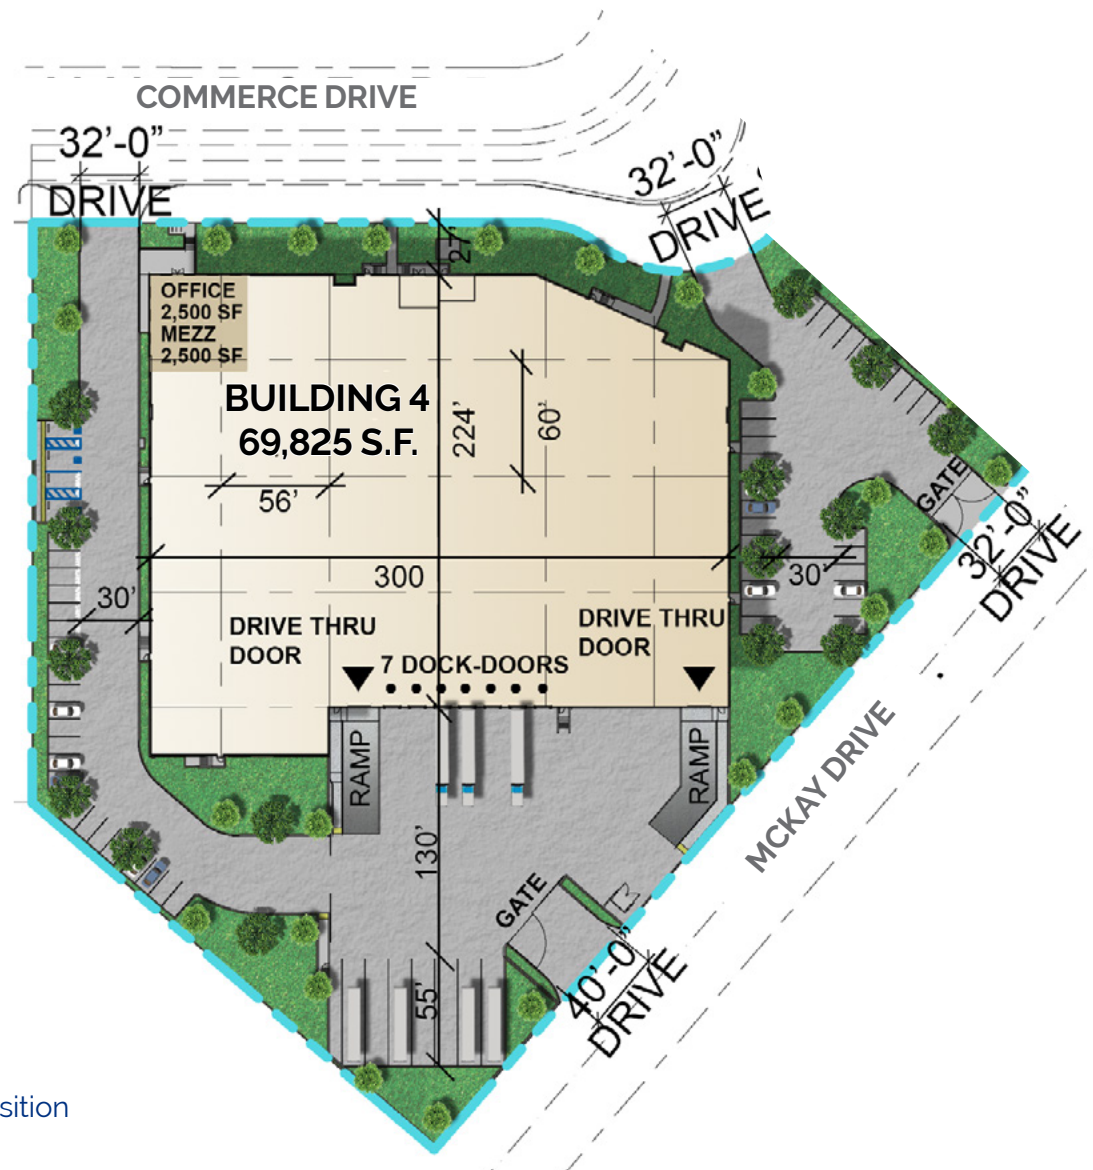 COMMERCE DRIVE
32'-0"
DRIVE
32'-0"
DRIVE
27'
OFFICE
2,500 SF
MEZZ
2,500 SF
BUILDING 4
69,825 S.F.
224'
60'
56'
GATE
32'-0"
DRIVE
300
30'
30'
DRIVE THRU
DOOR
DRIVE THRU
DOOR
7 DOCK-DOORS
RAMP
RAMP
MCKAY DRIVE
130'
GATE
40'-0"
DRIVE
55'
sition